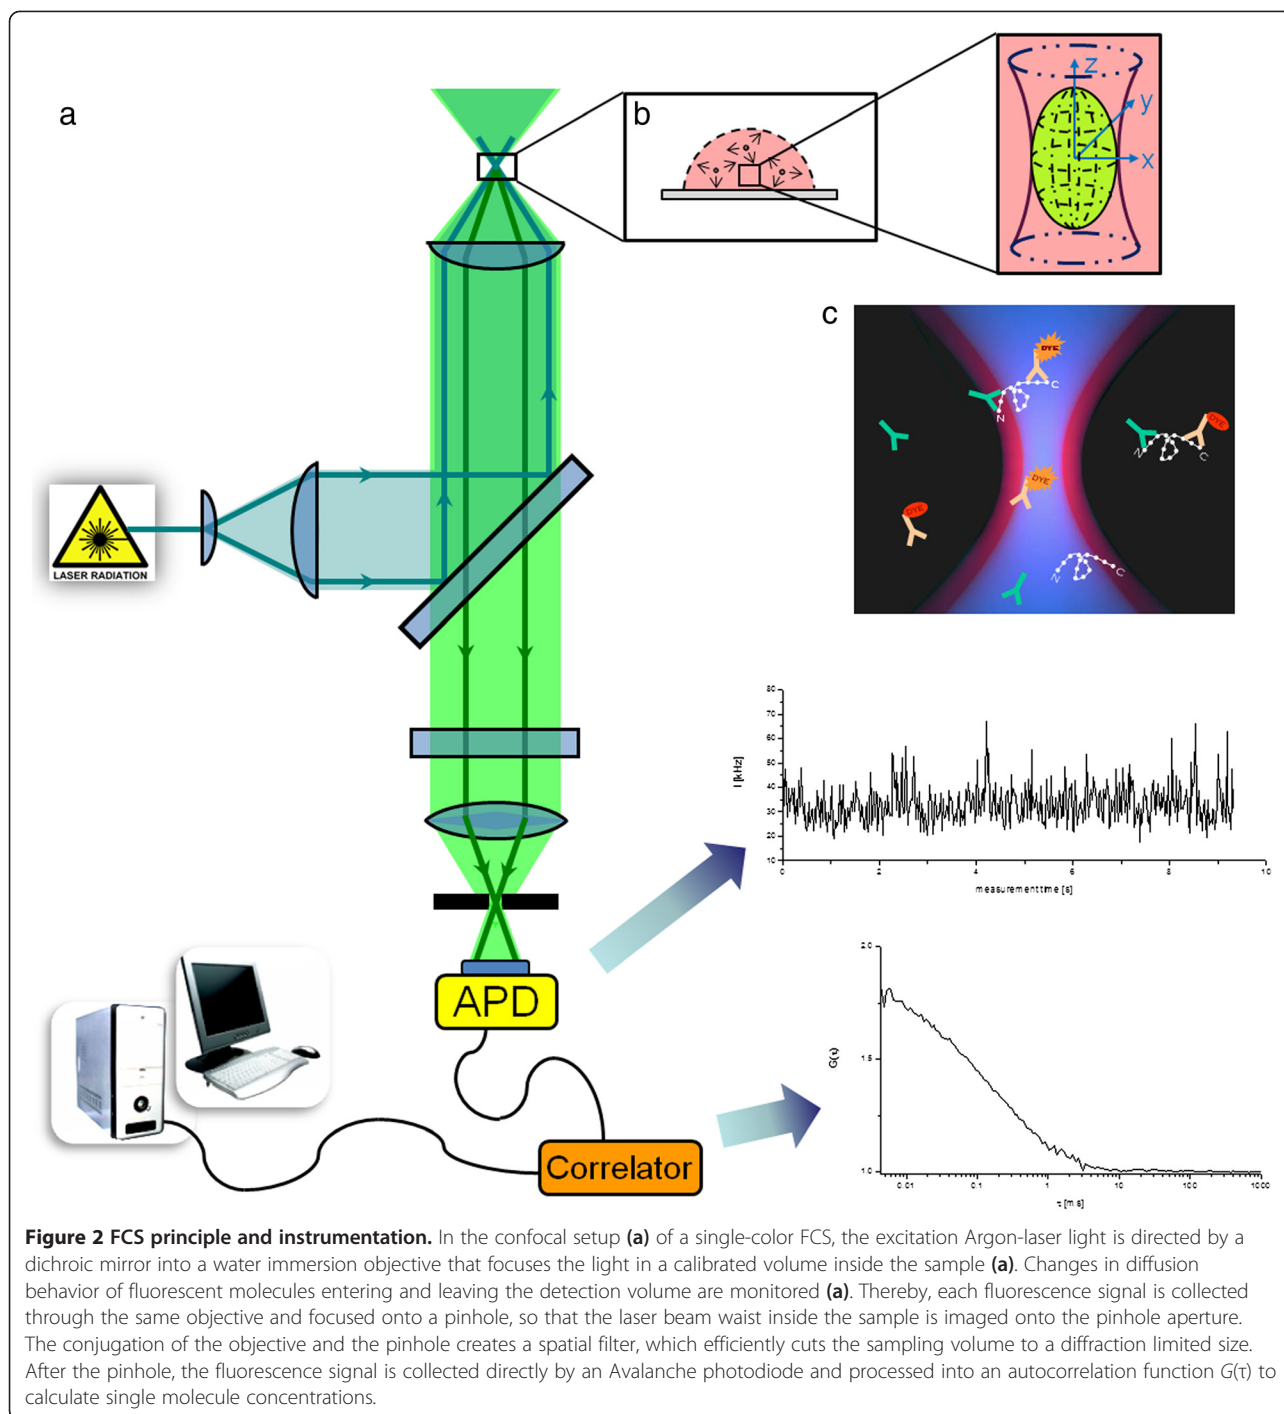 a
b
z
y
x
c
DYE
C
N
DYE
N
C
DYE
DYE
N
C
LASER RADIATION
80
70
60
50
40
30
20
10
I [kHz]
0
2
4
6
8
10
measurement time [s]
APD
Correlator
2.0
1.5
1.0
G(τ)
0.01
0.1
1
10
100
1000
τ [ms]
Figure 2 FCS principle and instrumentation. In the confocal setup (a) of a single-color FCS, the excitation Argon-laser light is directed by a
dichroic mirror into a water immersion objective that focuses the light in a calibrated volume inside the sample (a). Changes in diffusion
behavior of fluorescent molecules entering and leaving the detection volume are monitored (a). Thereby, each fluorescence signal is collected
through the same objective and focused onto a pinhole, so that the laser beam waist inside the sample is imaged onto the pinhole aperture.
The conjugation of the objective and the pinhole creates a spatial filter, which efficiently cuts the sampling volume to a diffraction limited size.
After the pinhole, the fluorescence signal is collected directly by an Avalanche photodiode and processed into an autocorrelation function G(τ) to
calculate single molecule concentrations.